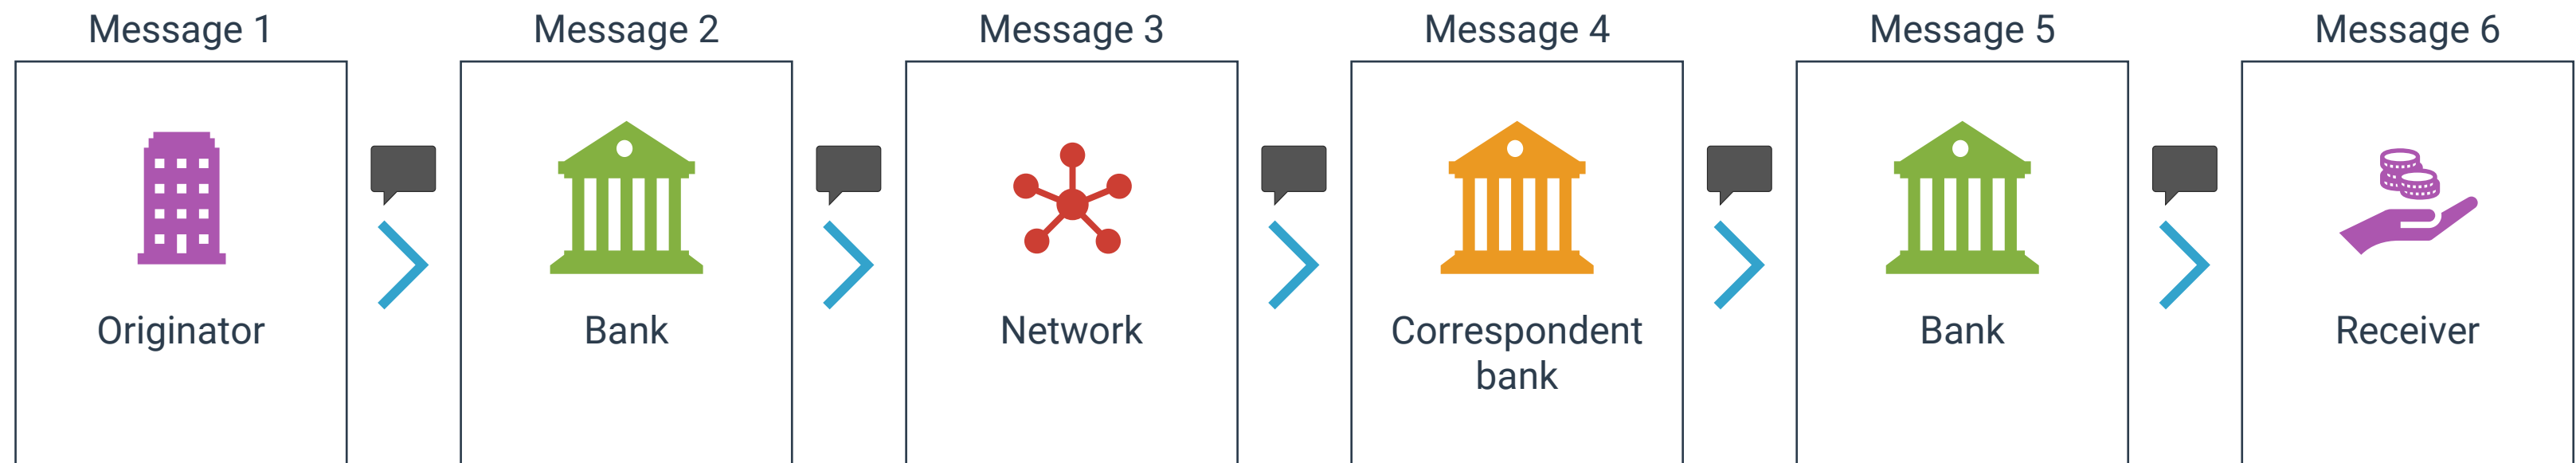 Message 1
Message 2
Message 3
Message 4
Message 5
Message 6
Originator
Bank
Network
Correspondent
bank
Bank
Receiver